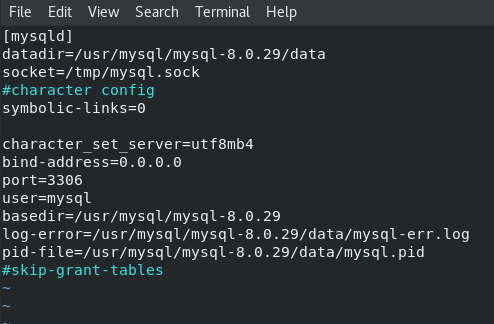 File Edit View Search Terminal Help
[mysqld]
datadir=/usr/mysql/mysql-8.0.29/data
socket=/tmp/mysql.sock
#character config
symbolic-links=0
character_set_server=utf8mb4
bind-address=0.0.0.0
port=3306
user=mysql
basedir=/usr/mysql/mysql-8.0.29
log-error=/usr/mysql/mysql-8.0.29/data/mysql-err.log
pid-file=/usr/mysql/mysql-8.0.29/data/mysql.pid
#skip-grant-tables
~
~
~